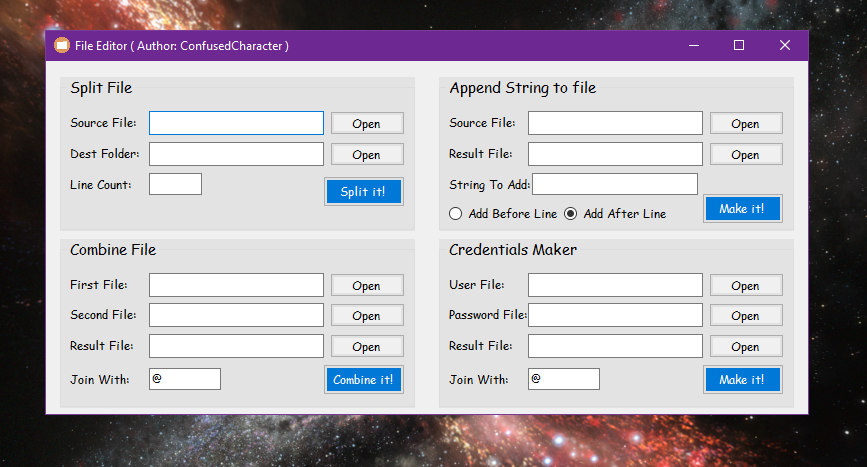 File Editor ( Author: ConfusedCharacter )
Split File
Source File:
Open
Dest Folder:
Open
Line Count:
Split it!
Append String to file
Source File:
Open
Result File:
Open
String To Add:
Add Before Line
Add After Line
Make it!
Combine File
First File:
Open
Second File:
Open
Result File:
Open
Join With:
@
Combine it!
Credentials Maker
User File:
Open
Password File:
Open
Result File:
Open
Join With:
@
Make it!